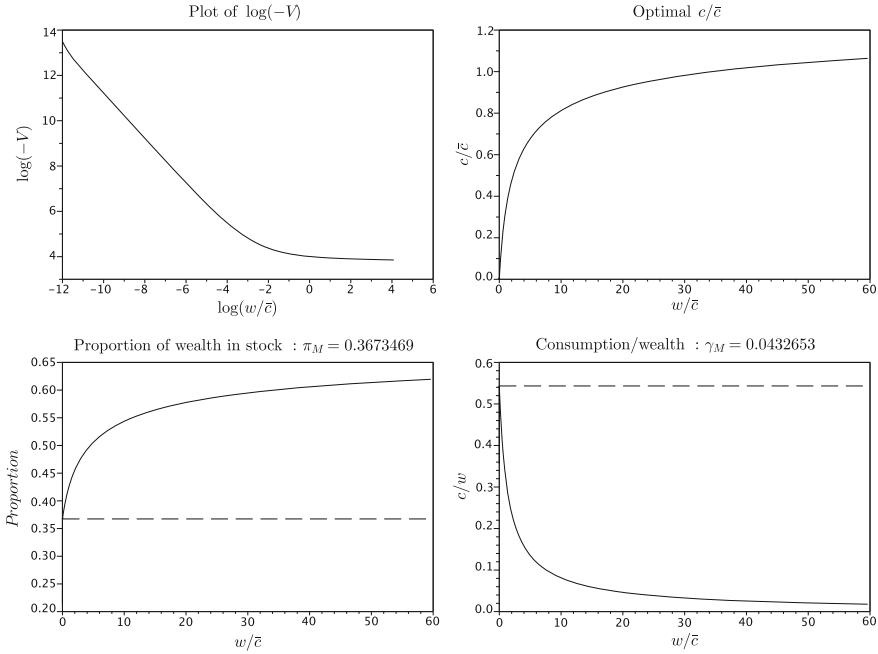 Plot of log(−V)
14
12
10
8
6
4
log(−V)
−12 −10 −8 −6 −4 −2 0 2 4 6
log(w/c̄)
Optimal c/c̄
1.2
1.0
0.8
0.6
0.4
0.2
0.0
c/c̄
0 10 20 30 40 50 60
w/c̄
Proportion of wealth in stock : π_M = 0.3673469
0.65
0.60
0.55
0.50
0.45
0.40
0.35
0.30
0.25
0.20
Proportion
0 10 20 30 40 50 60
w/c̄
Consumption/wealth : γ_M = 0.0432653
0.6
0.5
0.4
0.3
0.2
0.1
0.0
c/w
0 10 20 30 40 50 60
w/c̄